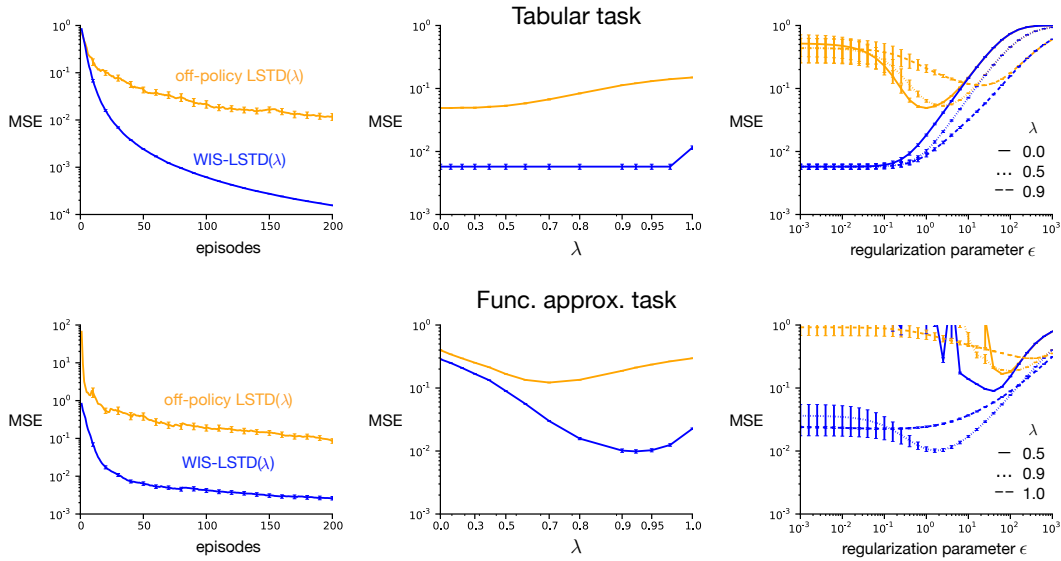 Tabular task
10^0
10^-1
10^-2
10^-3
10^-4
MSE
off-policy LSTD(λ)
WIS-LSTD(λ)
0 50 100 150 200
episodes
10^0
10^-1
10^-2
10^-3
MSE
0.0 0.3 0.5 0.7 0.8 0.9 0.95 1.0
λ
10^0
10^-1
10^-2
10^-3
MSE
λ
0.0
0.5
0.9
10^-3 10^-2 10^-1 10^0 10^1 10^2 10^3
regularization parameter ϵ
Func. approx. task
10^2
10^1
10^0
10^-1
10^-2
10^-3
MSE
off-policy LSTD(λ)
WIS-LSTD(λ)
0 50 100 150 200
episodes
10^0
10^-1
10^-2
10^-3
MSE
0.0 0.3 0.5 0.7 0.8 0.9 0.95 1.0
λ
10^0
10^-1
10^-2
10^-3
MSE
λ
0.5
0.9
1.0
10^-3 10^-2 10^-1 10^0 10^1 10^2 10^3
regularization parameter ϵ